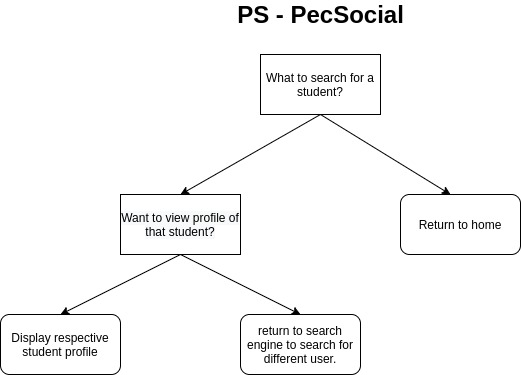 PS - PecSocial
What to search for a
student?
Want to view profile of
that student?
Return to home
Display respective
student profile
return to search
engine to search for
different user.